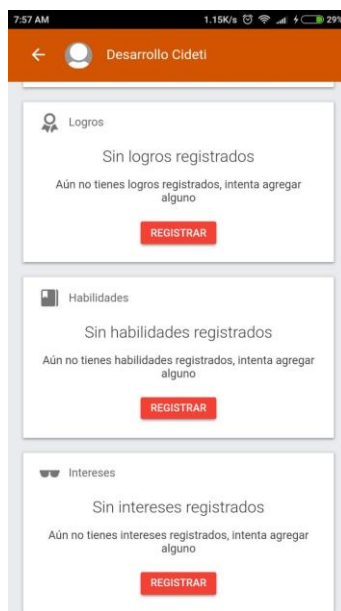 7:57 AM 1.15K/s 29%
Desarrollo Cideti
Logros
Sin logros registrados
Aún no tienes logros registrados, intenta agregar
alguno
REGISTRAR
Habilidades
Sin habilidades registrados
Aún no tienes habilidades registrados, intenta agregar
alguno
REGISTRAR
Intereses
Sin intereses registrados
Aún no tienes intereses registrados, intenta agregar
alguno
REGISTRAR